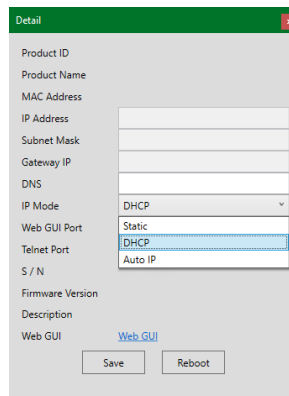 Detail
x
Product ID
Product Name
MAC Address
IP Address
Subnet Mask
Gateway IP
DNS
IP Mode DHCP
Web GUI Port Static
DHCP
Telnet Port
Auto IP
S / N
Firmware Version
Description
Web GUI Web GUI
Save Reboot